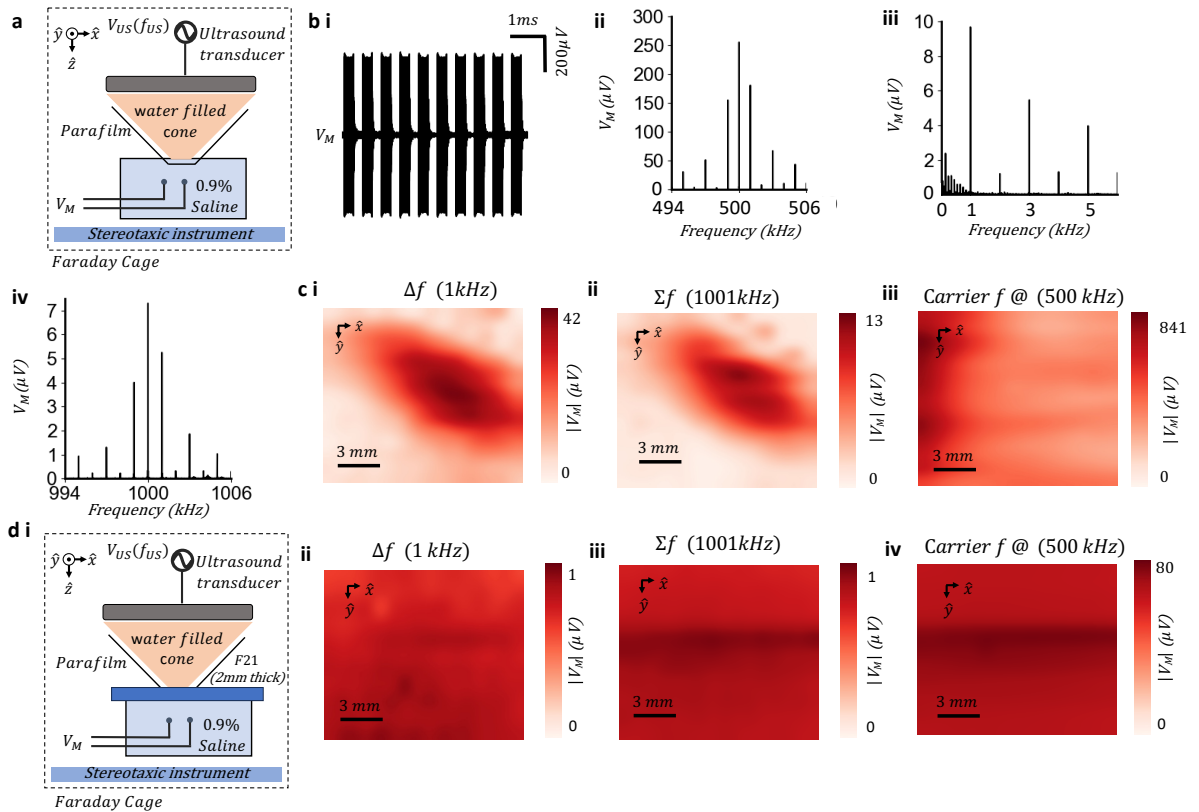 a
ŷ x̂
ẑ
V_US(f_US)
Ultrasound
transducer
water filled
cone
Parafilm
0.9%
Saline
V_M
Stereotaxic instrument
Faraday Cage
b i
1ms
200μV
V_M
ii
300
250
200
150
100
50
0
V_M (μV)
494 500 506
Frequency (kHz)
iii
10
8
6
4
2
0
V_M (μV)
0 1 3 5
Frequency (kHz)
iv
7
6
5
4
3
2
1
0
V_M (μV)
994 1000 1006
Frequency (kHz)
c i
Δf (1kHz)
x̂
ŷ
3 mm
42
0
|V_M| (μV)
ii
Σf (1001kHz)
x̂
ŷ
3 mm
13
0
|V_M| (μV)
iii
Carrier f @ (500 kHz)
x̂
ŷ
3 mm
841
0
|V_M| (μV)
d i
ŷ x̂
ẑ
V_US(f_US)
Ultrasound
transducer
water filled
cone
Parafilm
F21
(2mm thick)
0.9%
Saline
V_M
Stereotaxic instrument
Faraday Cage
ii
Δf (1 kHz)
x̂
ŷ
3 mm
1
0
|V_M| (μV)
iii
Σf (1001kHz)
x̂
ŷ
3 mm
1
0
|V_M| (μV)
iv
Carrier f @ (500 kHz)
x̂
ŷ
3 mm
80
0
|V_M| (μV)